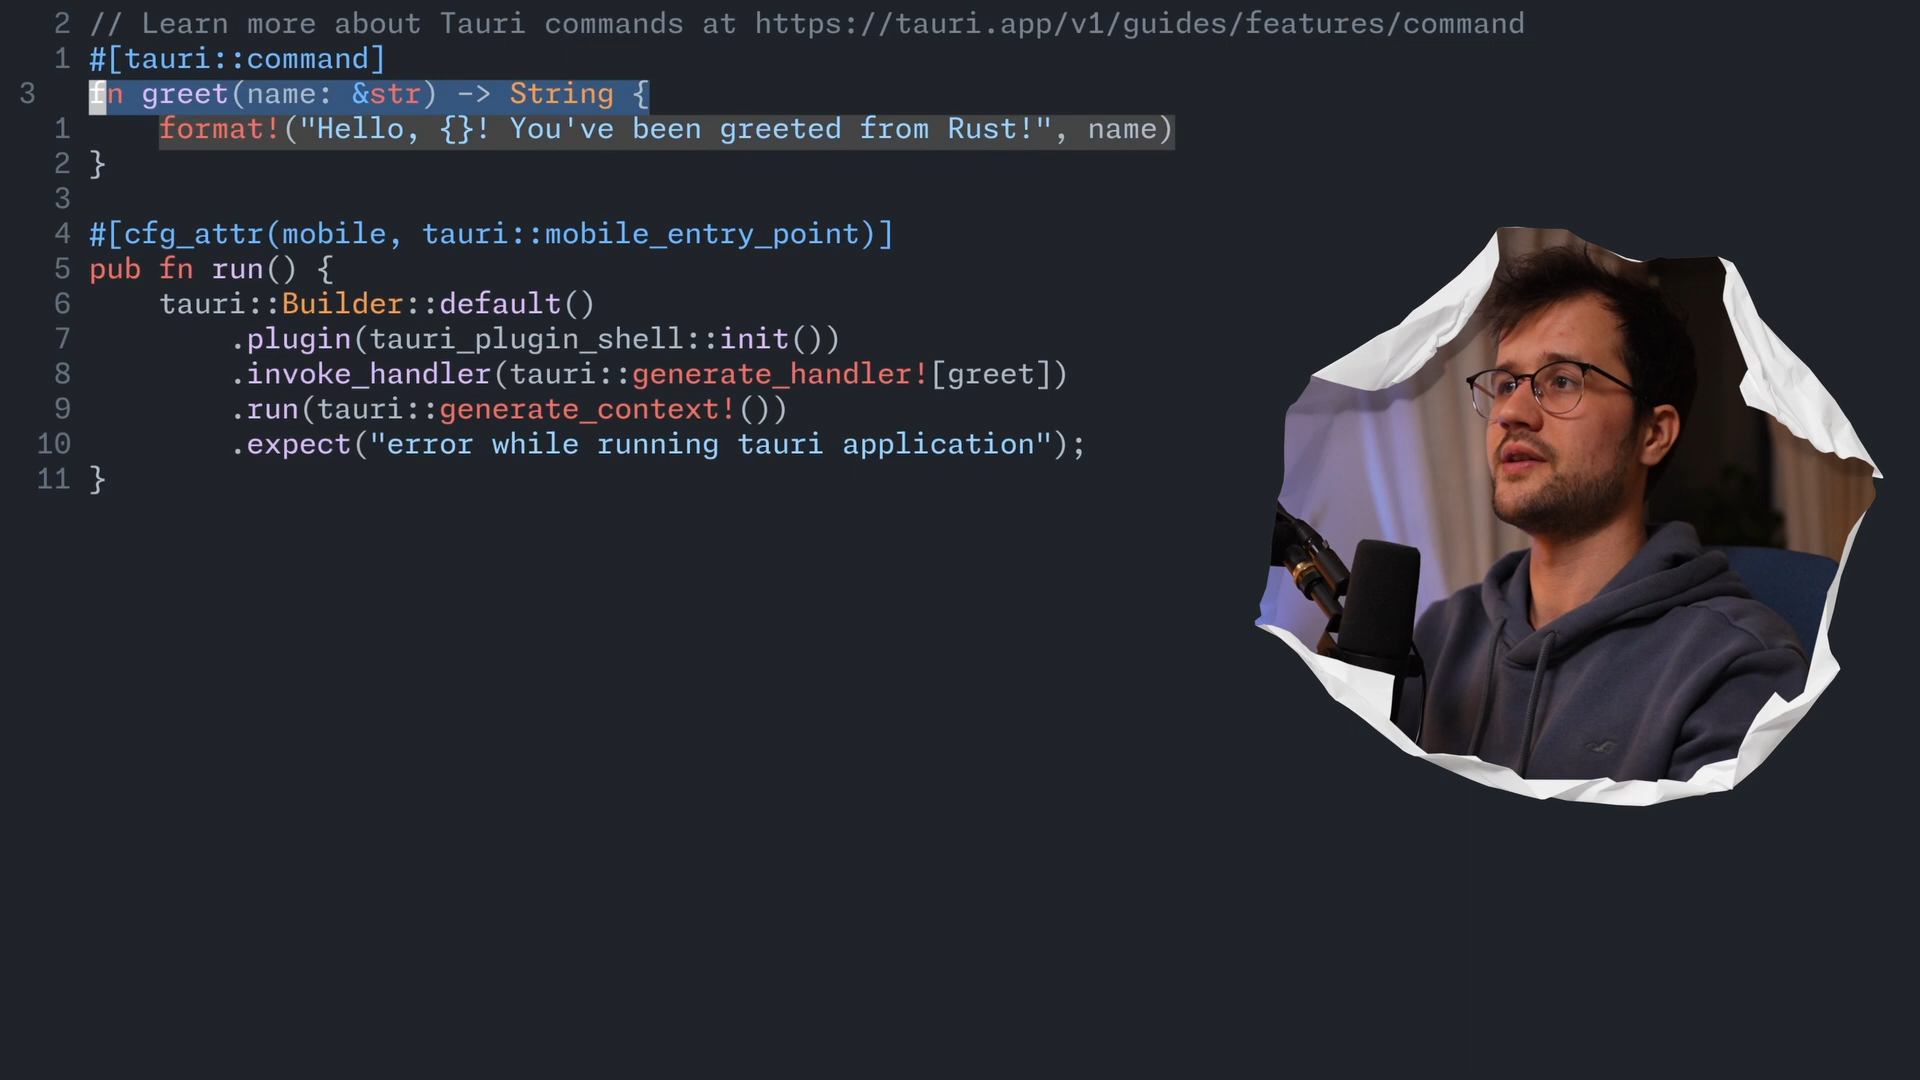 2 // Learn more about Tauri commands at https://tauri.app/v1/guides/features/command
1 #[tauri::command]
3 fn greet(name: &str) -> String {
1     format!("Hello, {}! You've been greeted from Rust!", name)
2 }
3
4 #[cfg_attr(mobile, tauri::mobile_entry_point)]
5 pub fn run() {
6     tauri::Builder::default()
7         .plugin(tauri_plugin_shell::init())
8         .invoke_handler(tauri::generate_handler![greet])
9         .run(tauri::generate_context!())
10         .expect("error while running tauri application");
11 }